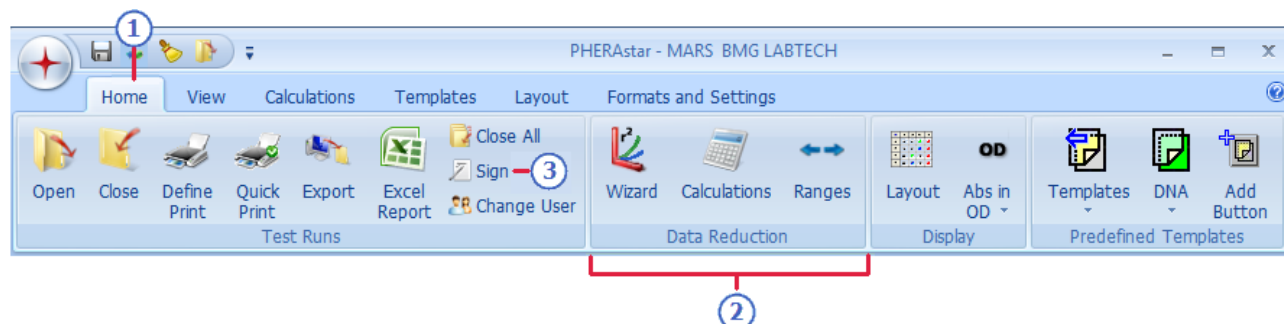 1
PHERAstar - MARS BMG LABTECH
Home View Calculations Templates Layout Formats and Settings
Open Close Define Print Quick Print Export Excel Report
Close All
Sign 3
Change User
r²
Wizard Calculations Ranges
OD
Layout Abs in OD
Templates DNA Add Button
Test Runs Data Reduction Display Predefined Templates
2